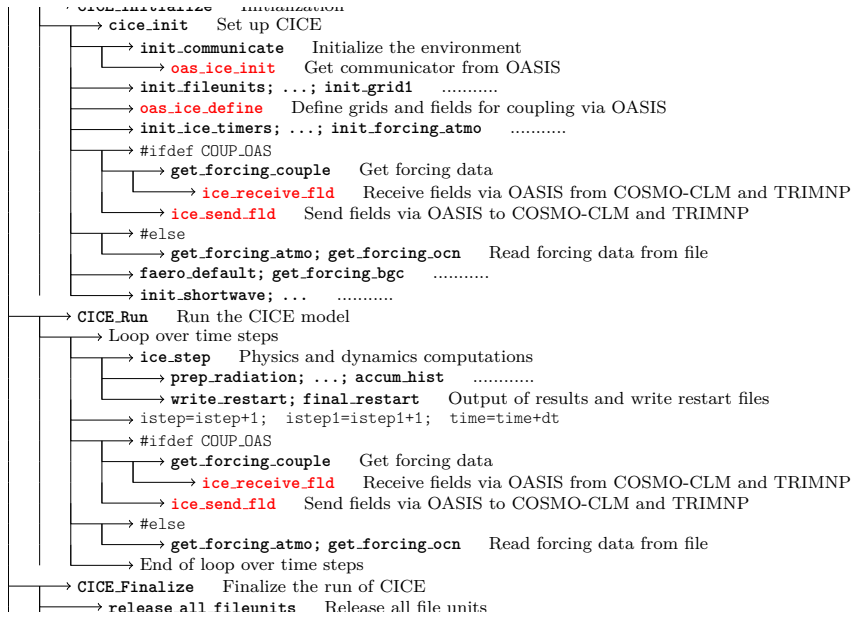 CICE_Initialize Initialization
cice_init Set up CICE
init_communicate Initialize the environment
oas_ice_init Get communicator from OASIS
init_fileunits; ...; init_grid1 ...........
oas_ice_define Define grids and fields for coupling via OASIS
init_ice_timers; ...; init_forcing_atmo ...........
#ifdef COUP_OAS
get_forcing_couple Get forcing data
ice_receive_fld Receive fields via OASIS from COSMO-CLM and TRIMNP
ice_send_fld Send fields via OASIS to COSMO-CLM and TRIMNP
#else
get_forcing_atmo; get_forcing_ocn Read forcing data from file
faero_default; get_forcing_bgc ...........
init_shortwave; ... ...........
CICE_Run Run the CICE model
Loop over time steps
ice_step Physics and dynamics computations
prep_radiation; ...; accum_hist ............
write_restart; final_restart Output of results and write restart files
istep=istep+1; istep1=istep1+1; time=time+dt
#ifdef COUP_OAS
get_forcing_couple Get forcing data
ice_receive_fld Receive fields via OASIS from COSMO-CLM and TRIMNP
ice_send_fld Send fields via OASIS to COSMO-CLM and TRIMNP
#else
get_forcing_atmo; get_forcing_ocn Read forcing data from file
End of loop over time steps
CICE_Finalize Finalize the run of CICE
release_all_fileunits Release all file units